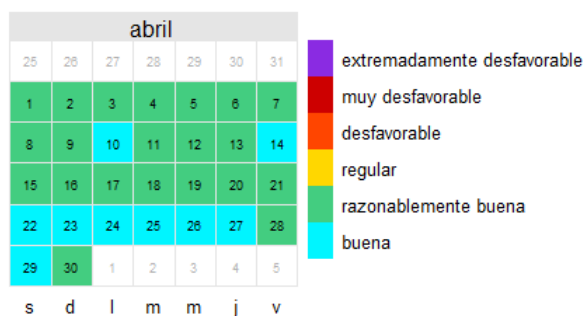 abril
25 26 27 28 29 30 31
1 2 3 4 5 6 7
8 9 10 11 12 13 14
15 16 17 18 19 20 21
22 23 24 25 26 27 28
29 30 1 2 3 4 5
s d l m m j v
extremadamente desfavorable
muy desfavorable
desfavorable
regular
razonablemente buena
buena